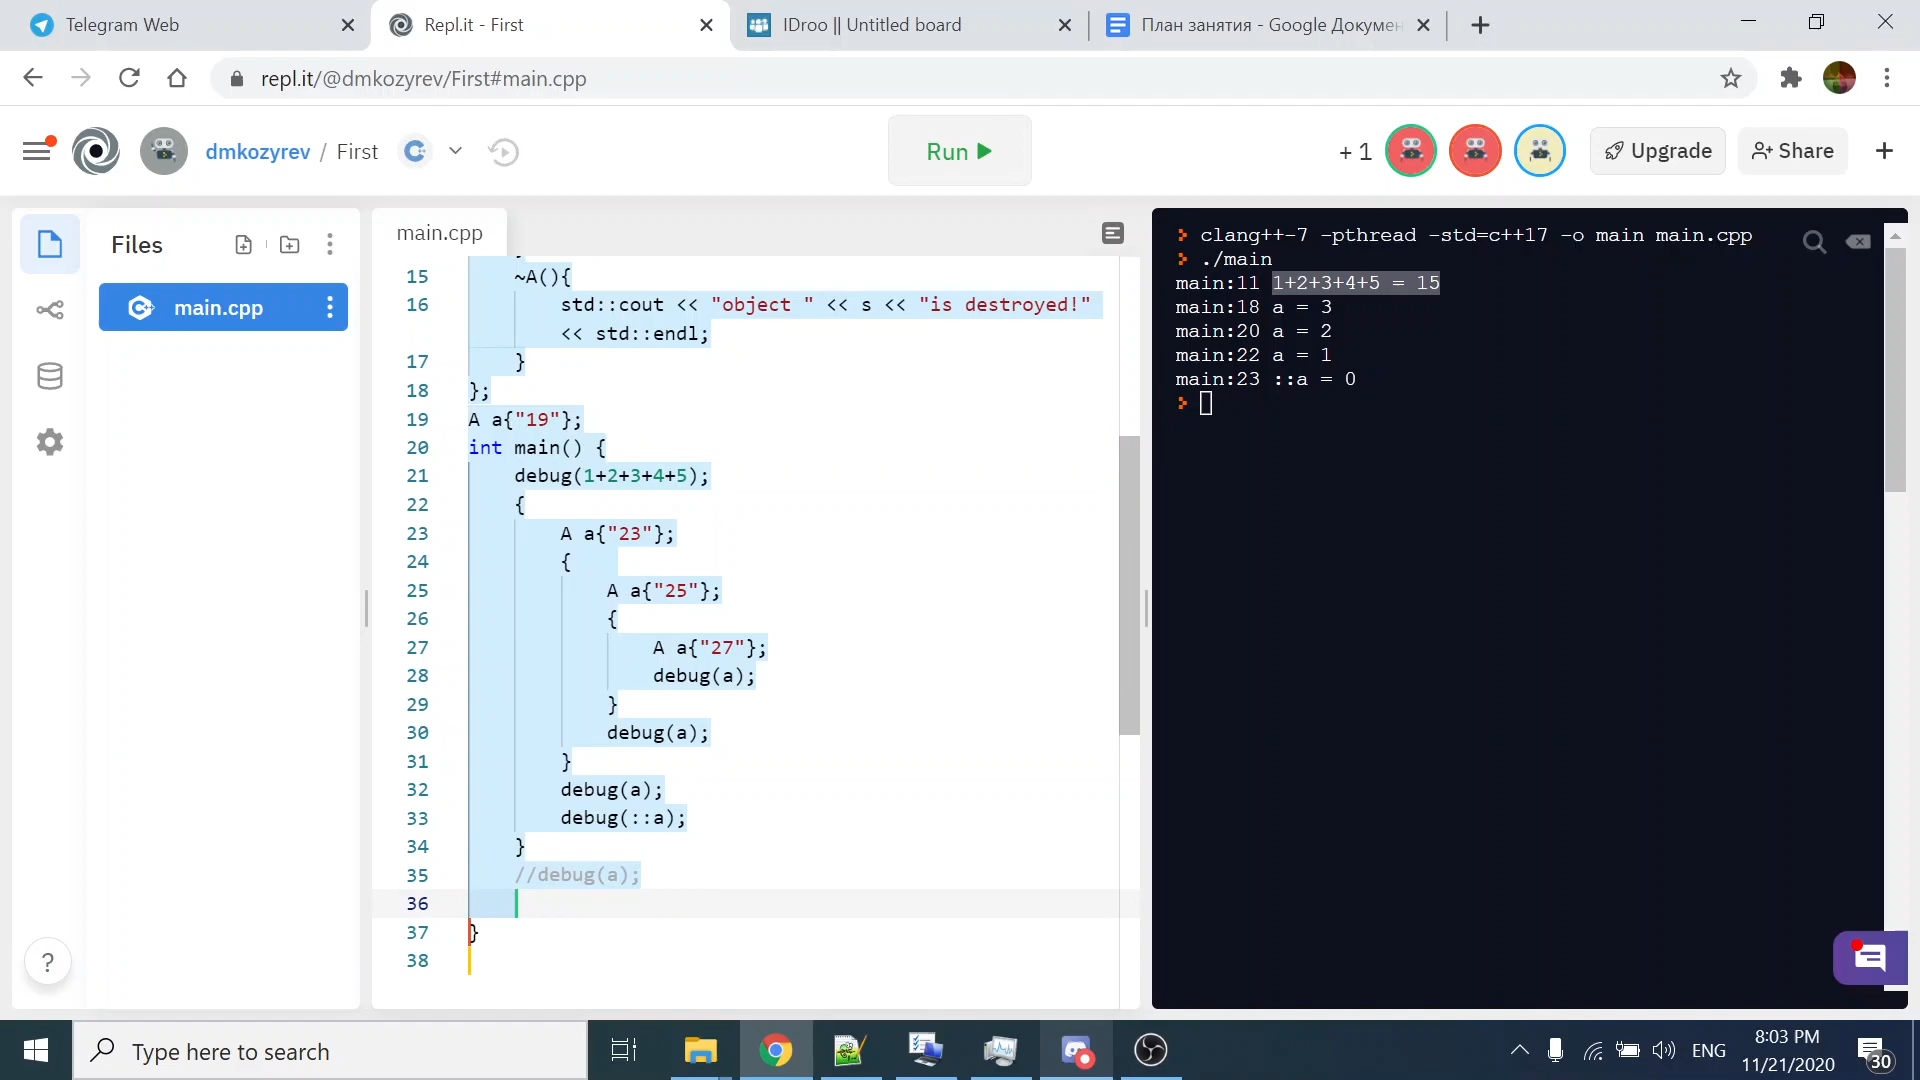 Telegram Web
Repl.it - First
IDroo || Untitled board
План занятия - Google Докумен
repl.it/@dmkozyrev/First#main.cpp
dmkozyrev / First
Run
+ 1
Upgrade
Share
Files
main.cpp
main.cpp
15 ~A(){
16 std::cout << "object " << s << "is destroyed!"
<< std::endl;
17 }
18 };
19 A a{"19"};
20 int main() {
21 debug(1+2+3+4+5);
22 {
23 A a{"23"};
24 {
25 A a{"25"};
26 {
27 A a{"27"};
28 debug(a);
29 }
30 debug(a);
31 }
32 debug(a);
33 debug(::a);
34 }
35 //debug(a);
36
37 }
38
clang++-7 -pthread -std=c++17 -o main main.cpp
./main
main:11 1+2+3+4+5 = 15
main:18 a = 3
main:20 a = 2
main:22 a = 1
main:23 ::a = 0
?
Type here to search
ENG
8:03 PM
11/21/2020
30